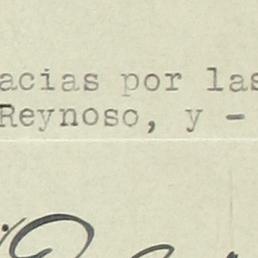 acias por las
Reynoso, y -